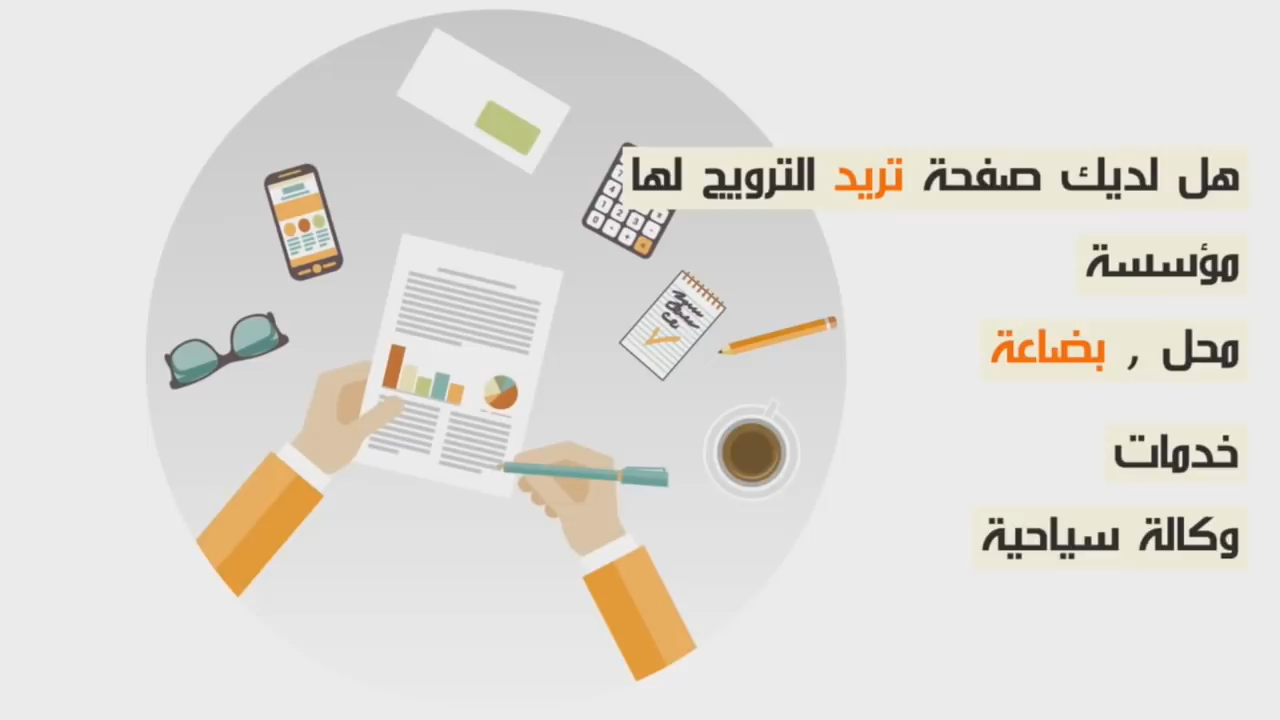 هل لديك صفحة تريد الترويج لها
مؤسسة
محل , بضاعة
خدمات
وكالة سياحية